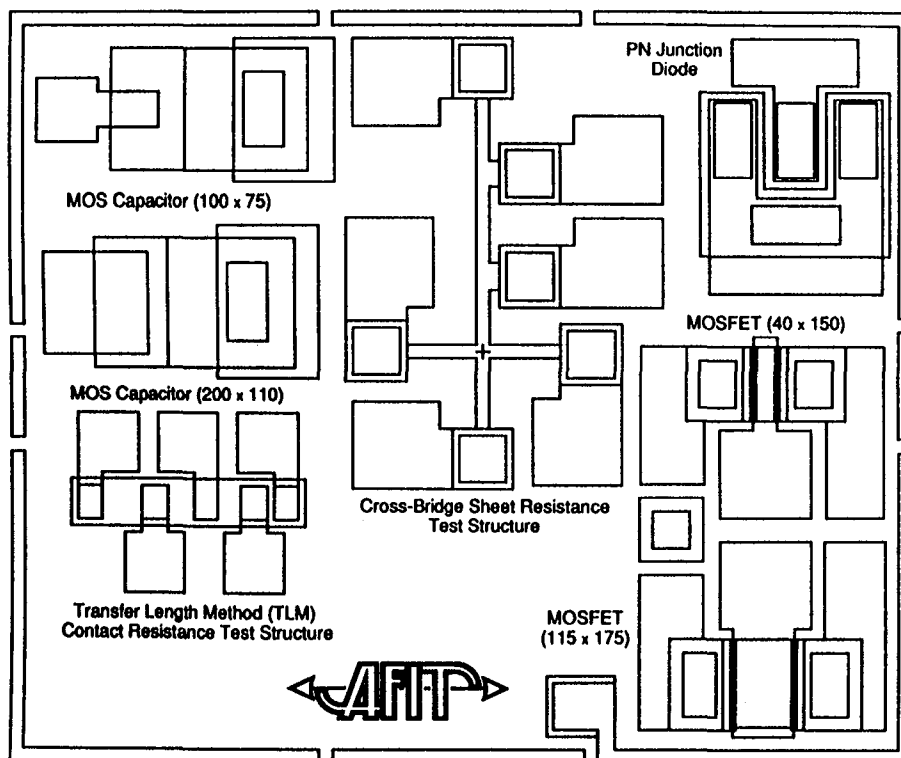 PN Junction
Diode
MOS Capacitor (100 x 75)
MOSFET (40 x 150)
MOS Capacitor (200 x 110)
Cross-Bridge Sheet Resistance
Test Structure
Transfer Length Method (TLM)
Contact Resistance Test Structure
MOSFET
(115 x 175)
AFIT